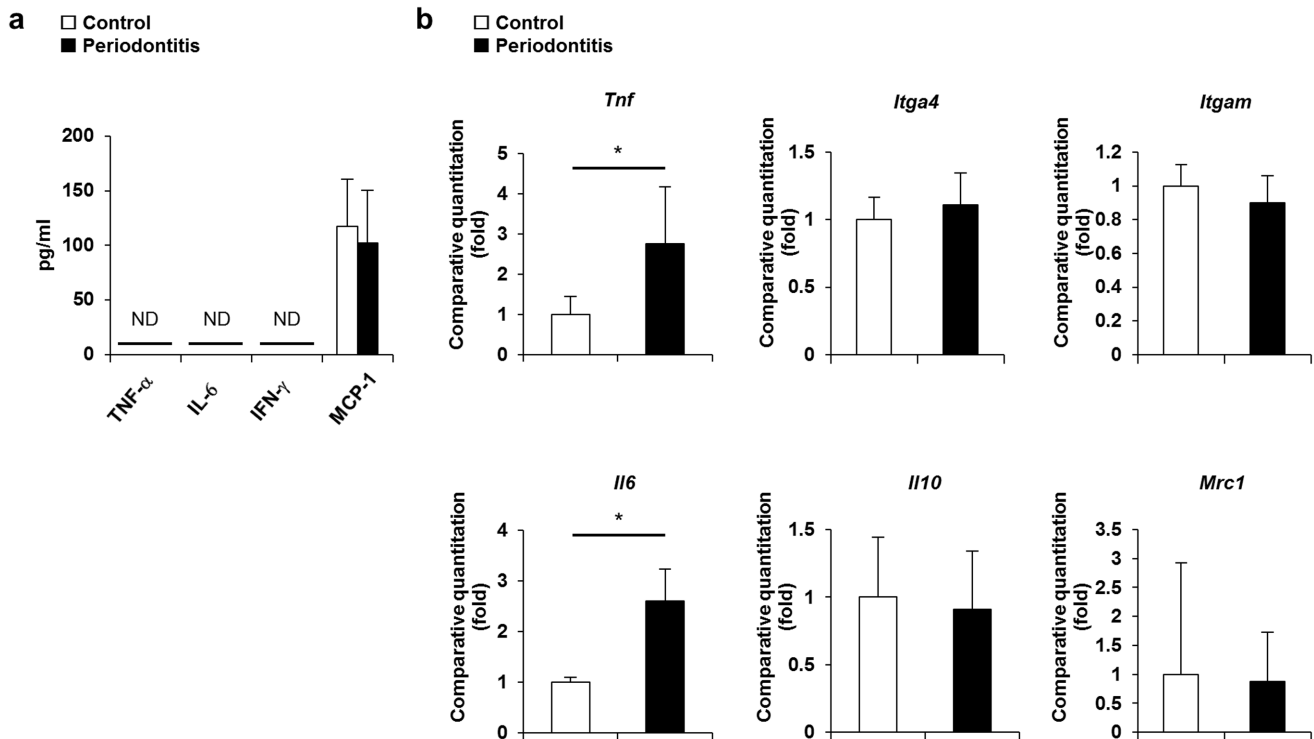 a
Control
Periodontitis
200
150
100
50
0
pg/ml
ND
ND
ND
TNF-α
IL-6
IFN-γ
MCP-1
b
Control
Periodontitis
Tnf
Comparative quantitation
(fold)
5
4
3
2
1
0
*
Itga4
Comparative quantitation
(fold)
1.5
1
0.5
0
Itgam
Comparative quantitation
(fold)
1.2
1
0.8
0.6
0.4
0.2
0
Il6
Comparative quantitation
(fold)
4
3
2
1
0
*
Il10
Comparative quantitation
(fold)
1.5
1
0.5
0
Mrc1
Comparative quantitation
(fold)
3.5
3
2.5
2
1.5
1
0.5
0